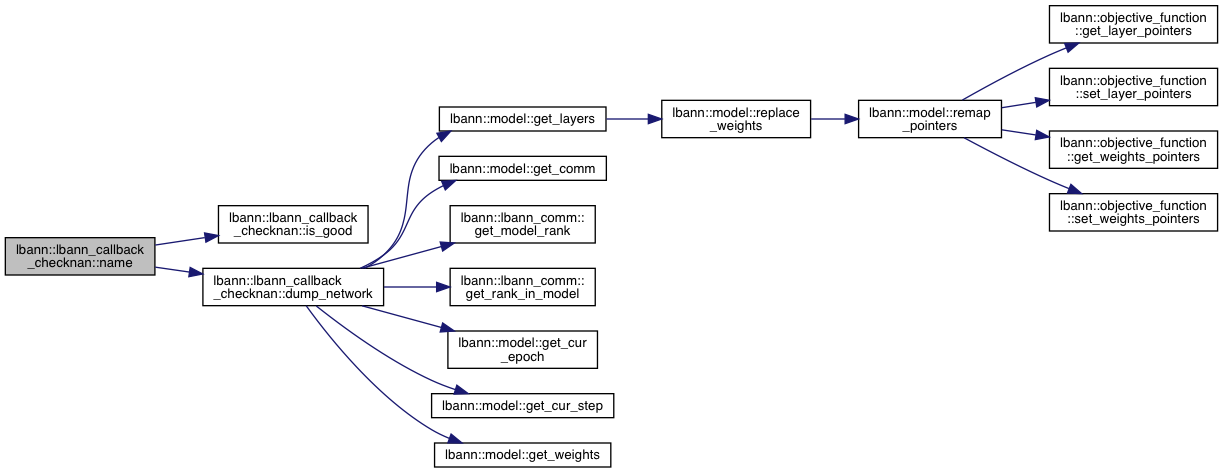 lbann::lbann_callback
_checknan::name
lbann::lbann_callback
_checknan::is_good
lbann::lbann_callback
_checknan::dump_network
lbann::model::get_layers
lbann::model::get_comm
lbann::lbann_comm::
get_model_rank
lbann::lbann_comm::
get_rank_in_model
lbann::model::get_cur
_epoch
lbann::model::get_cur_step
lbann::model::get_weights
lbann::model::replace
_weights
lbann::model::remap
_pointers
lbann::objective_function
::get_layer_pointers
lbann::objective_function
::set_layer_pointers
lbann::objective_function
::get_weights_pointers
lbann::objective_function
::set_weights_pointers